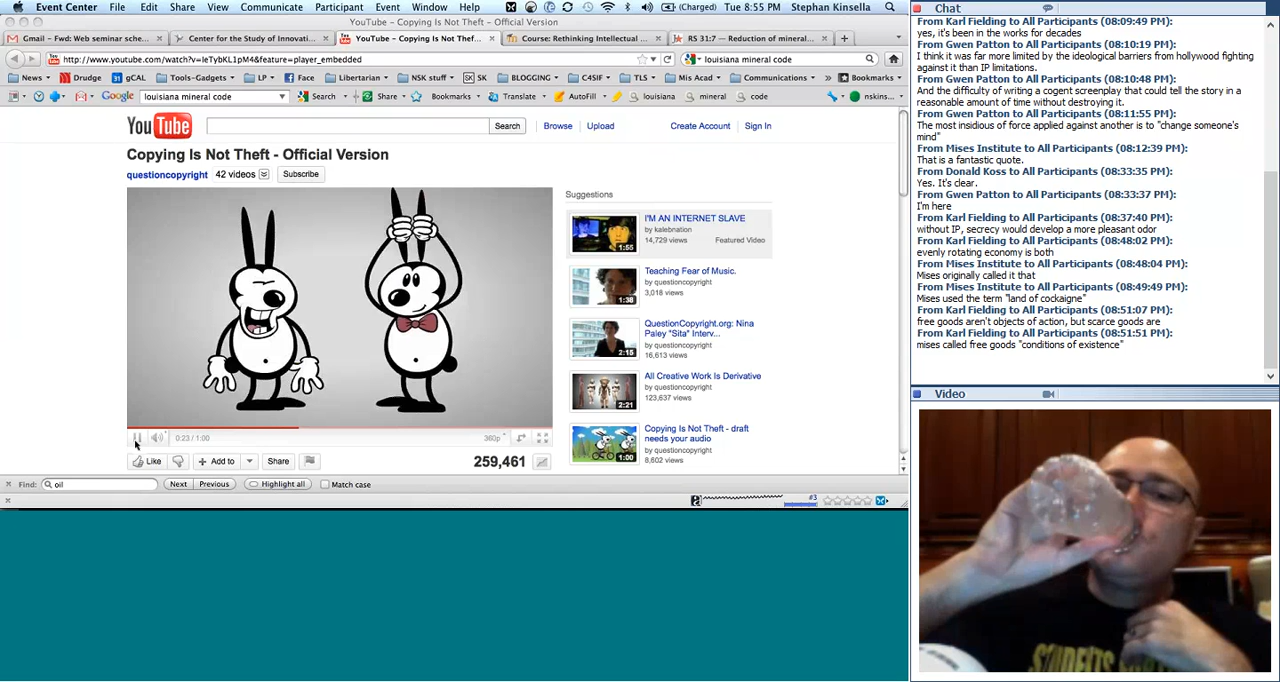 Event Center File Edit Share View Communicate Participant Event Window Help (Charged) Tue 8:55 PM Stephan Kinsella
YouTube - Copying Is Not Theft - Official Version
Gmail - Fwd: Web seminar sche... Center for the Study of Innovati... YouTube - Copying Is Not Thef... Course: Rethinking Intellectual ... RS 31:7 — Reduction of mineral...
http://www.youtube.com/watch?v=IeTybKL1pM4&feature=player_embedded louisiana mineral code
News Drudge gCAL Tools-Gadgets LP Face Libertarian NSK stuff SK BLOGGING C4SIF TLS Mis Acad Communications Bookmarks
Google louisiana mineral code Search Share Bookmarks Translate AutoFill louisiana mineral code nskins...
YouTube Search Browse Upload Create Account Sign In
Copying Is Not Theft - Official Version
questioncopyright 42 videos Subscribe
Suggestions
I'M AN INTERNET SLAVE
by kalebnation
14,729 views Featured Video
1:55
Teaching Fear of Music.
by questioncopyright
3,018 views
1:38
QuestionCopyright.org: Nina
Paley "Sita" Interv...
by questioncopyright
16,613 views
2:15
All Creative Work Is Derivative
by questioncopyright
123,637 views
2:21
Copying Is Not Theft - draft
needs your audio
by questioncopyright
8,602 views
1:00
0:23 / 1:00 360p
Like Add to Share 259,461
Find: oil Next Previous Highlight all Match case
#3
Chat
From Karl Fielding to All Participants (08:09:49 PM):
yes, it's been in the works for decades
From Gwen Patton to All Participants (08:10:19 PM):
I think it was far more limited by the ideological barriers from hollywood fighting
against it than IP limitations.
From Gwen Patton to All Participants (08:10:48 PM):
And the difficulty of writing a cogent screenplay that could tell the story in a
reasonable amount of time without destroying it.
From Gwen Patton to All Participants (08:11:55 PM):
The most insidious of force applied against another is to "change someone's
mind"
From Mises Institute to All Participants (08:12:39 PM):
That is a fantastic quote.
From Donald Koss to All Participants (08:33:35 PM):
Yes. It's clear.
From Gwen Patton to All Participants (08:33:37 PM):
I'm here
From Karl Fielding to All Participants (08:37:40 PM):
without IP, secrecy would develop a more pleasant odor
From Karl Fielding to All Participants (08:48:02 PM):
evenly rotating economy is both
From Mises Institute to All Participants (08:48:04 PM):
Mises originally called it that
From Mises Institute to All Participants (08:49:49 PM):
Mises used the term "land of cockaigne"
From Karl Fielding to All Participants (08:51:07 PM):
free goods aren't objects of action, but scarce goods are
From Karl Fielding to All Participants (08:51:51 PM):
mises called free goods "conditions of existence"
Video
STUDENTS